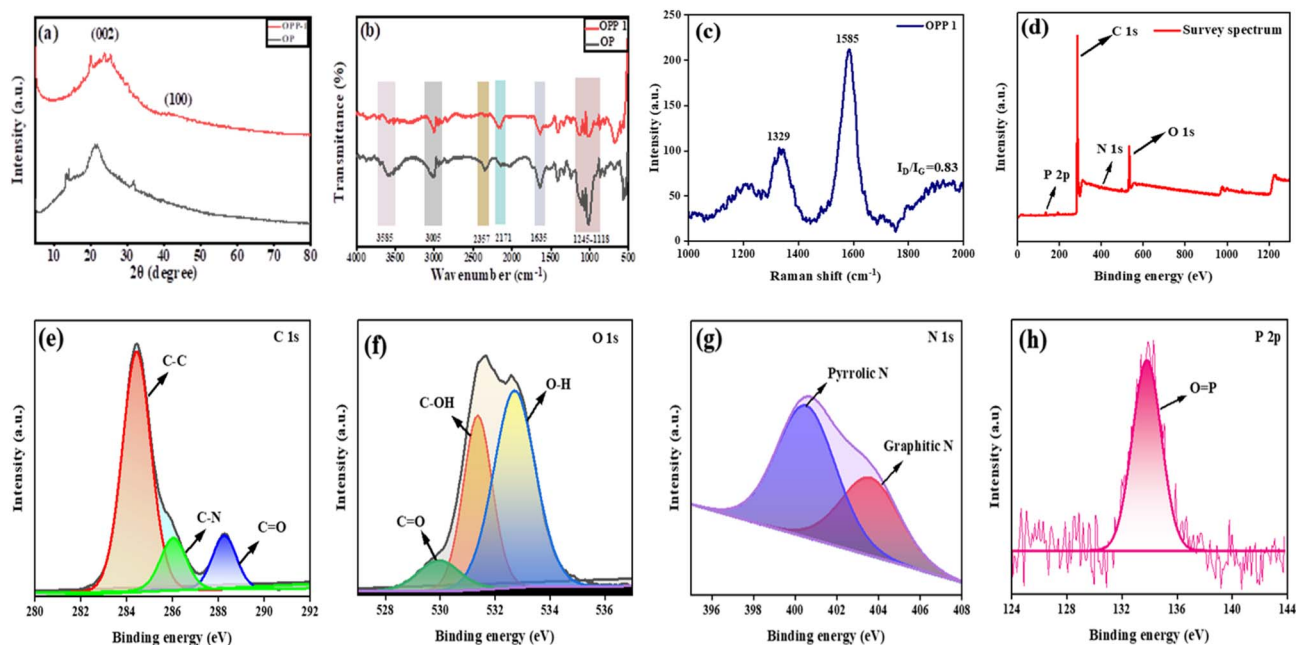 (a)
OPP-1
OP
(002)
(100)
Intensity (a.u.)
10 20 30 40 50 60 70 80
2θ (degree)
(b)
OPP 1
OP
Transmittance (%)
3585 3005 2357 2171 1635 1245-1118
4000 3500 3000 2500 2000 1500 1000 500
Wavenumber (cm-1)
(c)
OPP 1
1585
1329
ID/IG=0.83
Intensity (a.u.)
250
200
150
100
50
0
1000 1200 1400 1600 1800 2000
Raman shift (cm-1)
(d)
Survey spectrum
C 1s
O 1s
N 1s
P 2p
Intensity (a.u.)
0 200 400 600 800 1000 1200
Binding energy (eV)
(e)
C 1s
C-C
C-N
C=O
Intensity (a.u)
280 282 284 286 288 290 292
Binding energy (eV)
(f)
O 1s
O-H
C-OH
C=O
Intensity (a.u)
528 530 532 534 536
Binding energy (eV)
(g)
N 1s
Pyrrolic N
Graphitic N
Intensity (a.u.)
396 398 400 402 404 406 408
Binding energy (eV)
(h)
P 2p
O=P
Intensity (a.u.)
124 128 132 136 140 144
Binding energy (eV)